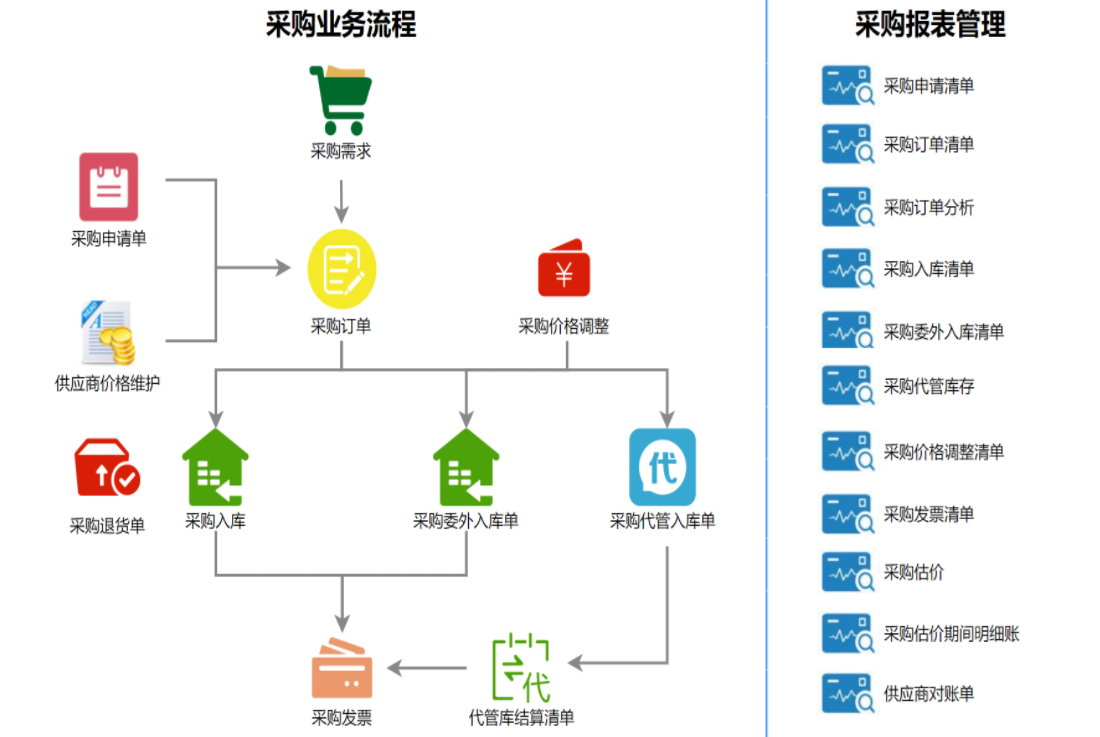 采购业务流程
采购需求
采购申请单
采购订单
采购价格调整
供应商价格维护
采购退货单
采购入库
采购委外入库单
代
采购代管入库单
采购发票
代
代管库结算清单
采购报表管理
采购申请清单
采购订单清单
采购订单分析
采购入库清单
采购委外入库清单
采购代管库存
采购价格调整清单
采购发票清单
采购估价
采购估价期间明细账
供应商对账单